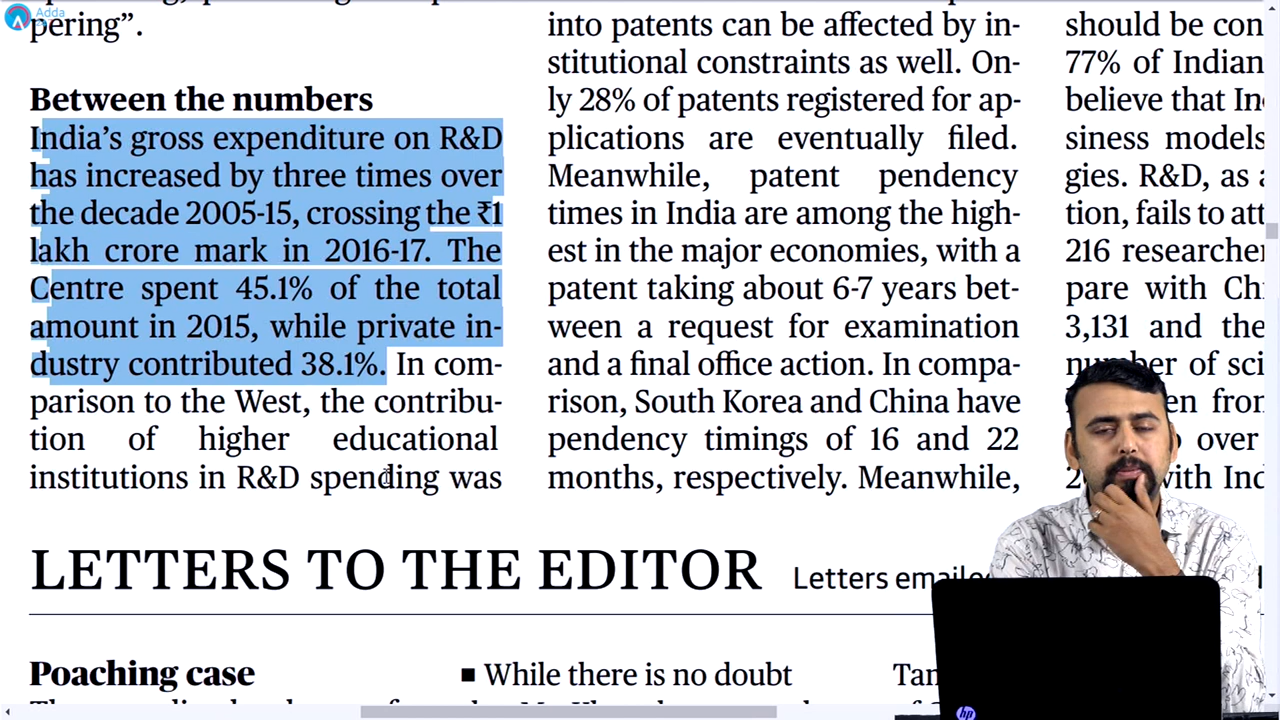 Adda
pering”.
Between the numbers
India’s gross expenditure on R&D
has increased by three times over
the decade 2005-15, crossing the ₹1
lakh crore mark in 2016-17. The
Centre spent 45.1% of the total
amount in 2015, while private in-
dustry contributed 38.1%. In com-
parison to the West, the contribu-
tion of higher educational
institutions in R&D spending was
into patents can be affected by in-
stitutional constraints as well. On-
ly 28% of patents registered for ap-
plications are eventually filed.
Meanwhile, patent pendency
times in India are among the high-
est in the major economies, with a
patent taking about 6-7 years bet-
ween a request for examination
and a final office action. In compa-
rison, South Korea and China have
pendency timings of 16 and 22
months, respectively. Meanwhile,
should be con
77% of Indian
believe that In
siness models
gies. R&D, as a
tion, fails to att
216 researcher
pare with Ch
3,131 and the
number of sci
en from
over
with Ind
LETTERS TO THE EDITOR
Letters emailed
Poaching case
■ While there is no doubt
Tam
hp